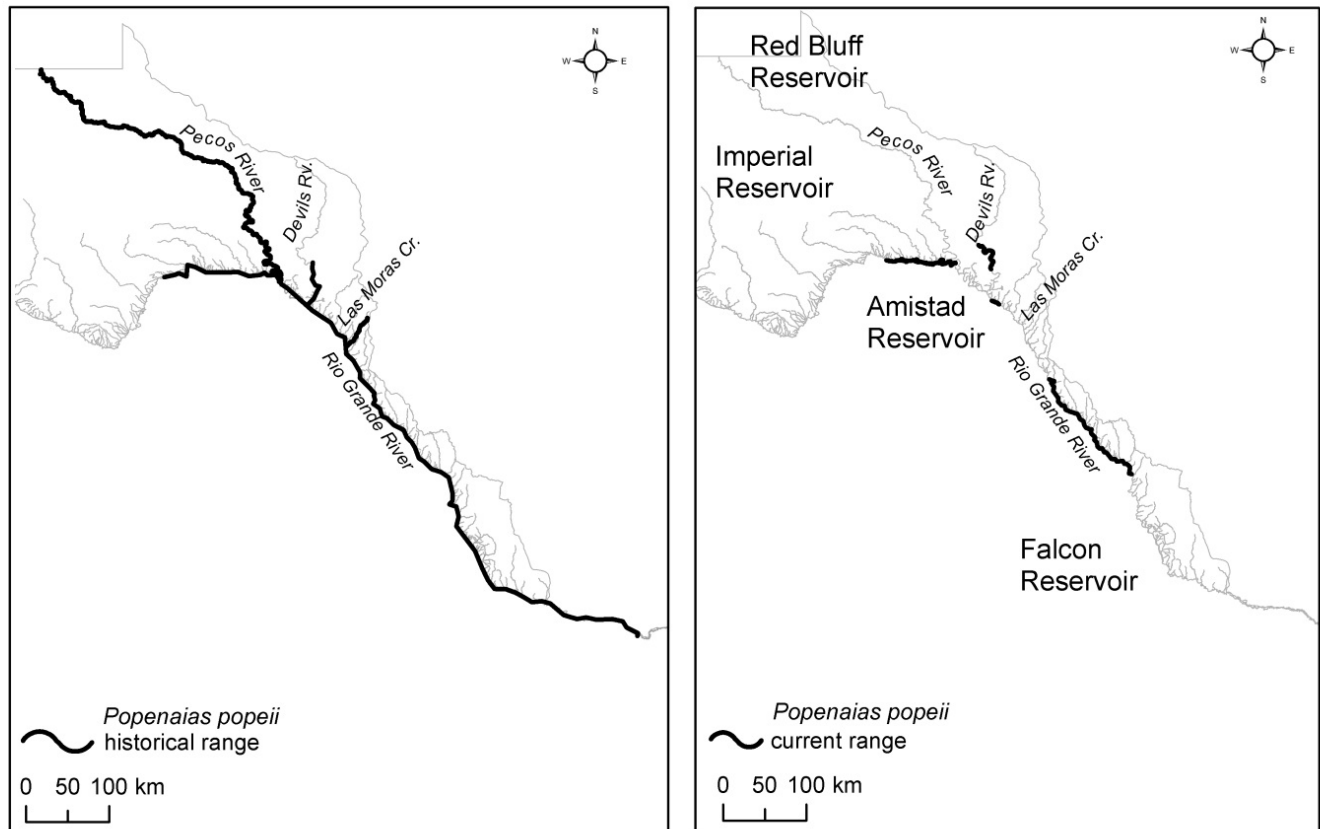 N
W E
S
Pecos River
Devils Rv.
Las Moras Cr.
Rio Grande River
Popenaias popeii
historical range
0 50 100 km
Red Bluff
Reservoir
N
W E
S
Pecos River
Imperial
Reservoir
Devils Rv.
Las Moras Cr.
Amistad
Reservoir
Rio Grande River
Falcon
Reservoir
Popenaias popeii
current range
0 50 100 km